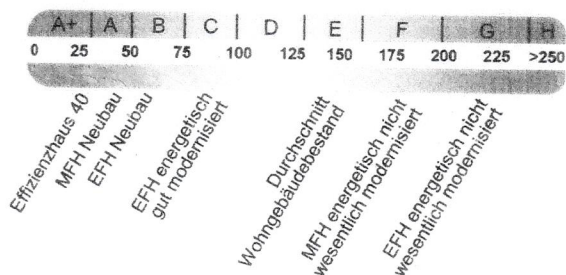 A+ | A | B | C | D | E | F | G | H
0 25 50 75 100 125 150 175 200 225 >250
Effizienzhaus 40
MFH Neubau
EFH Neubau
EFH energetisch
gut modernisiert
Durchschnitt
Wohngebäudebestand
MFH energetisch nicht
wesentlich modernisiert
EFH energetisch nicht
wesentlich modernisiert